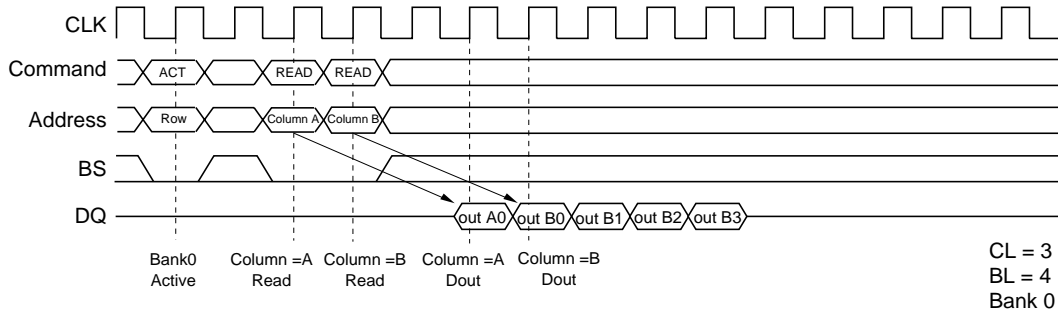 CLK
Command ACT READ READ
Address Row Column A Column B
BS
DQ out A0 out B0 out B1 out B2 out B3
Bank0 Column =A Column =B Column =A Column =B
Active Read Read Dout Dout
CL = 3
BL = 4
Bank 0